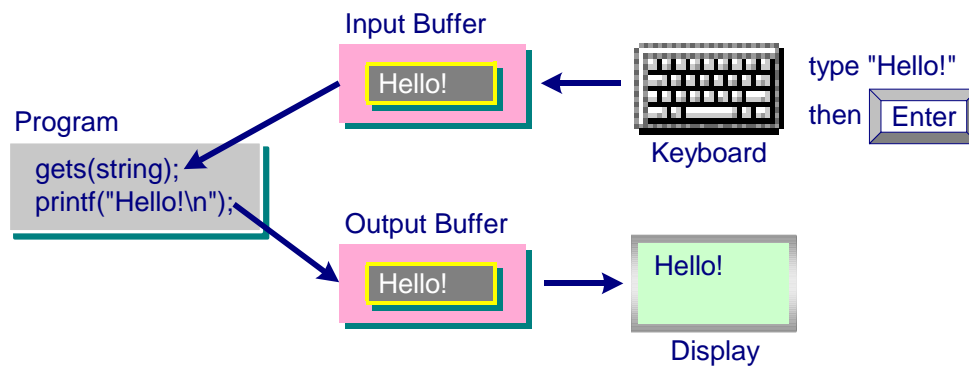 Input Buffer
Hello!
Keyboard
type "Hello!"
then Enter
Program
gets(string);
printf("Hello!\n");
Output Buffer
Hello!
Hello!
Display